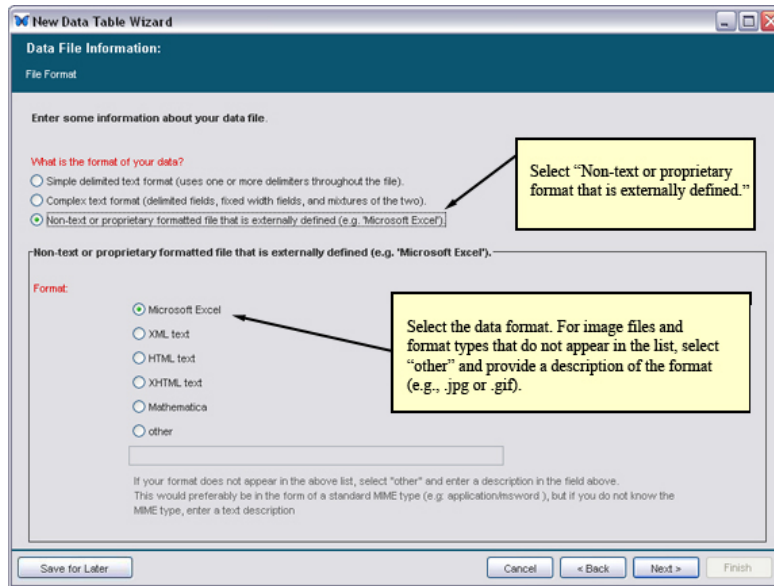 New Data Table Wizard
Data File Information:
File Format
Enter some information about your data file.
What is the format of your data?
Simple delimited text format (uses one or more delimiters throughout the file).
Complex text format (delimited fields, fixed width fields, and mixtures of the two).
Non-text or proprietary formatted file that is externally defined (e.g. 'Microsoft Excel').
Select “Non-text or proprietary
format that is externally defined.”
Non-text or proprietary formatted file that is externally defined (e.g. 'Microsoft Excel').
Format:
Microsoft Excel
XML text
HTML text
XHTML text
Mathematica
other
Select the data format. For image files and
format types that do not appear in the list, select
“other” and provide a description of the format
(e.g., .jpg or .gif).
If your format does not appear in the above list, select "other" and enter a description in the field above.
This would preferably be in the form of a standard MIME type (e.g: application/msword ), but if you do not know the
MIME type, enter a text description
Save for Later
Cancel
< Back
Next >
Finish